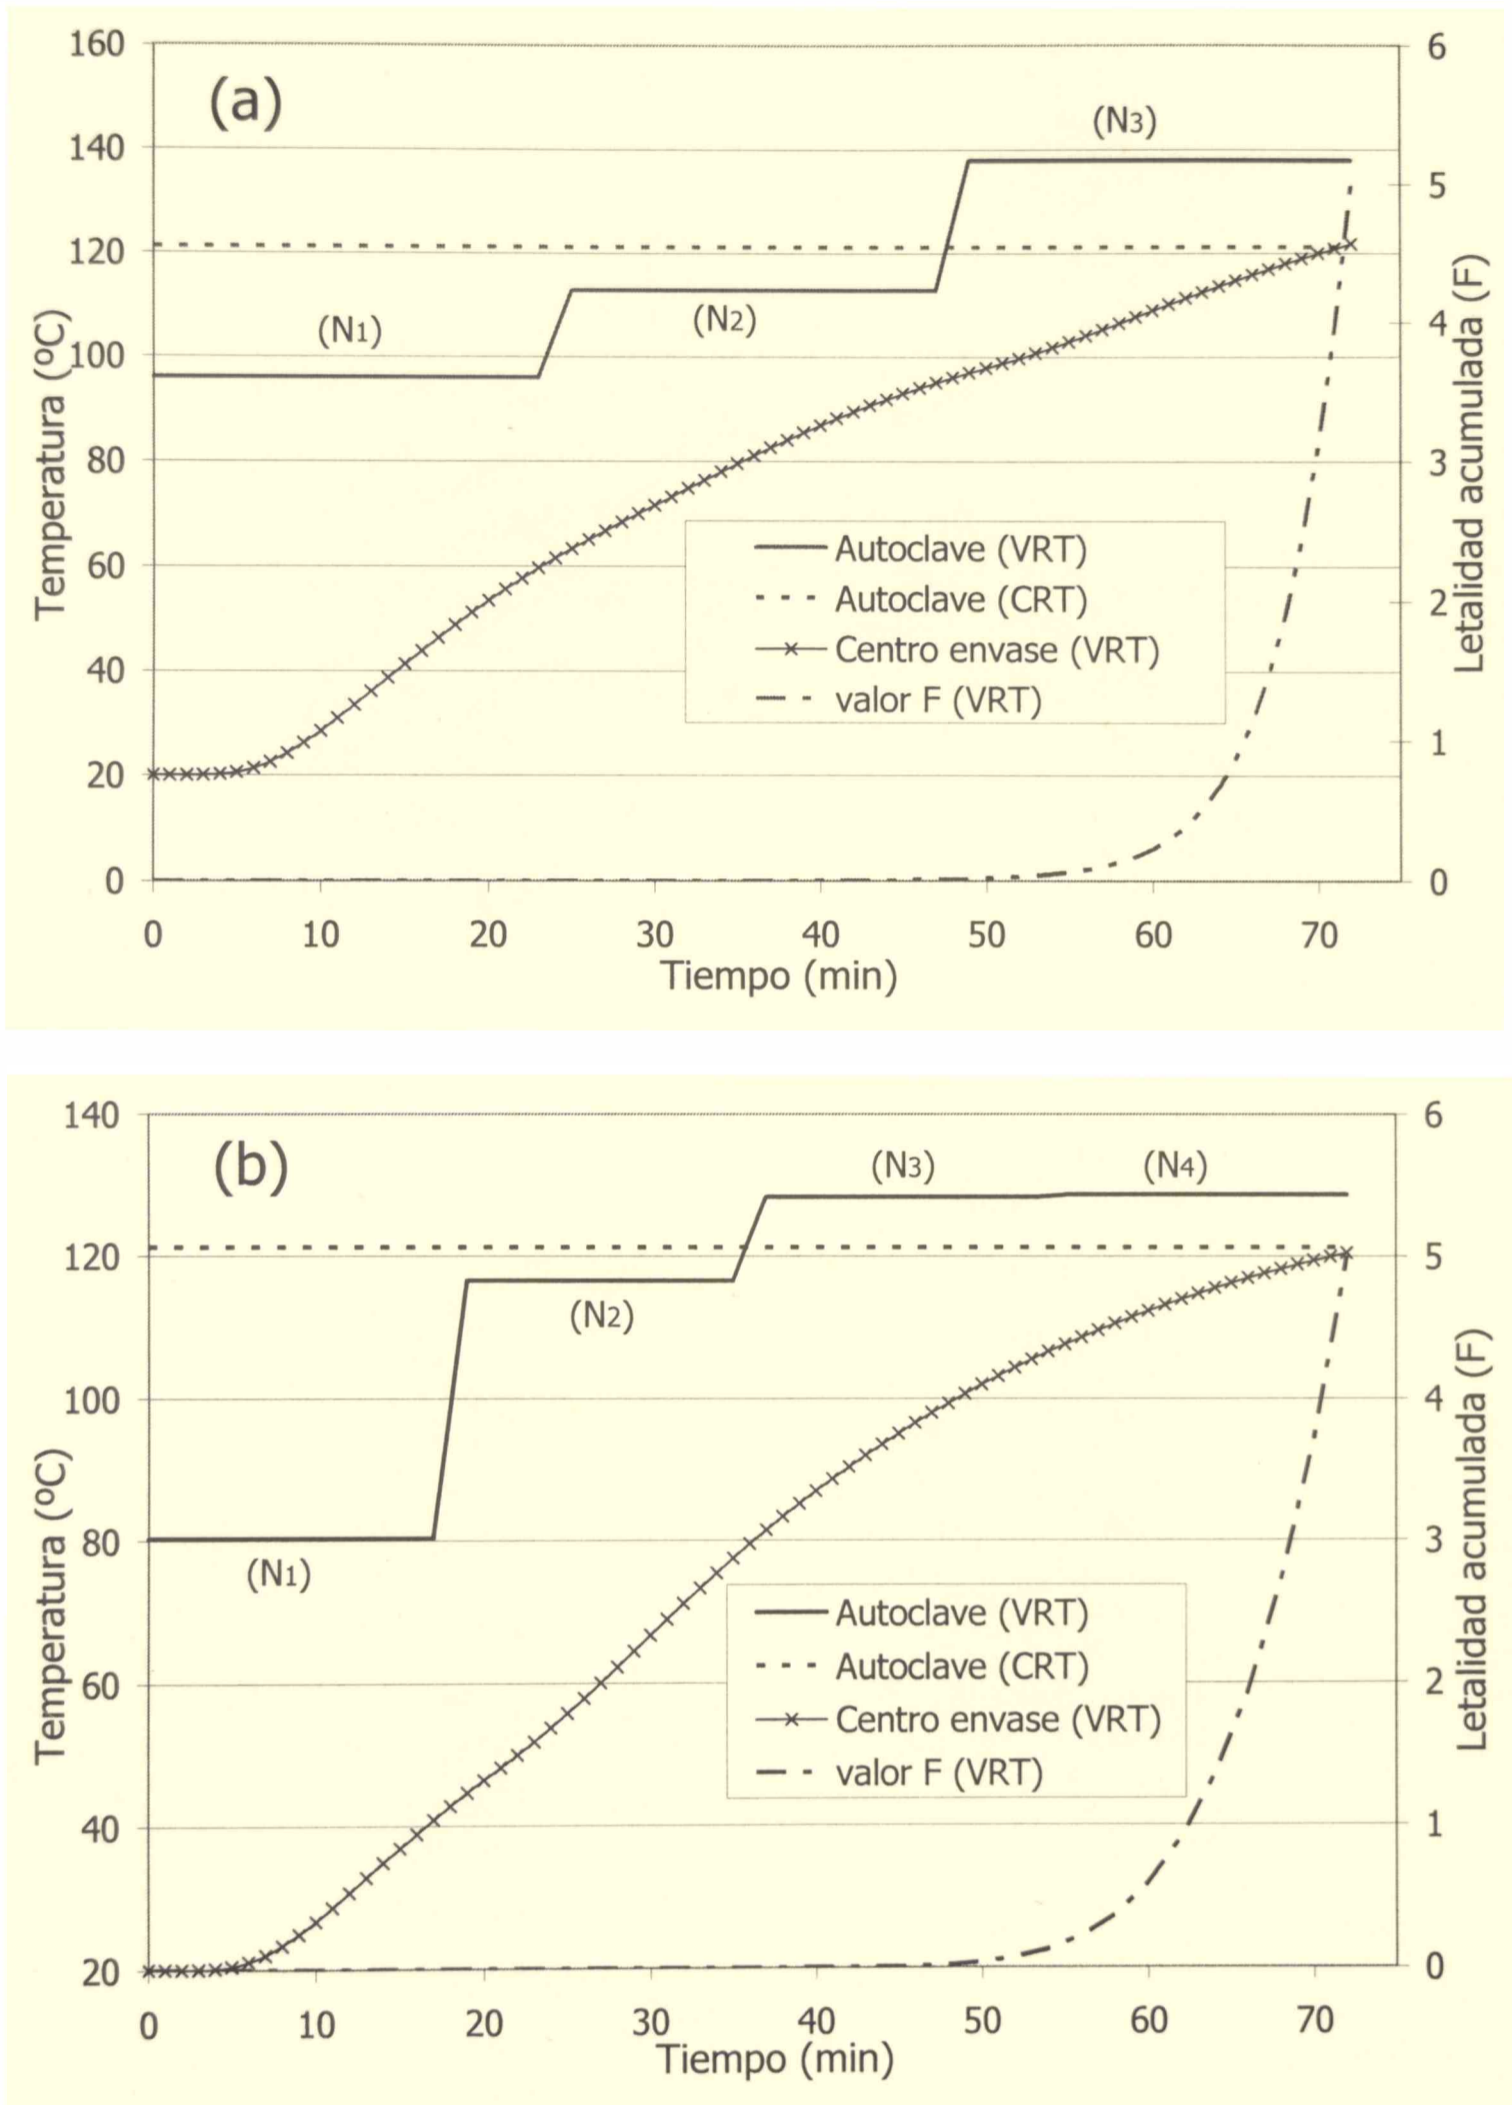 (a)
160
140
120
100
80
60
40
20
0
6
5
4
3
2
1
0
Temperatura (ºC)
Letalidad acumulada (F)
(N1)
(N2)
(N3)
Autoclave (VRT)
Autoclave (CRT)
Centro envase (VRT)
valor F (VRT)
0 10 20 30 40 50 60 70
Tiempo (min)
(b)
140
120
100
80
60
40
20
6
5
4
3
2
1
0
Temperatura (ºC)
Letalidad acumulada (F)
(N1)
(N2)
(N3)
(N4)
Autoclave (VRT)
Autoclave (CRT)
Centro envase (VRT)
valor F (VRT)
0 10 20 30 40 50 60 70
Tiempo (min)